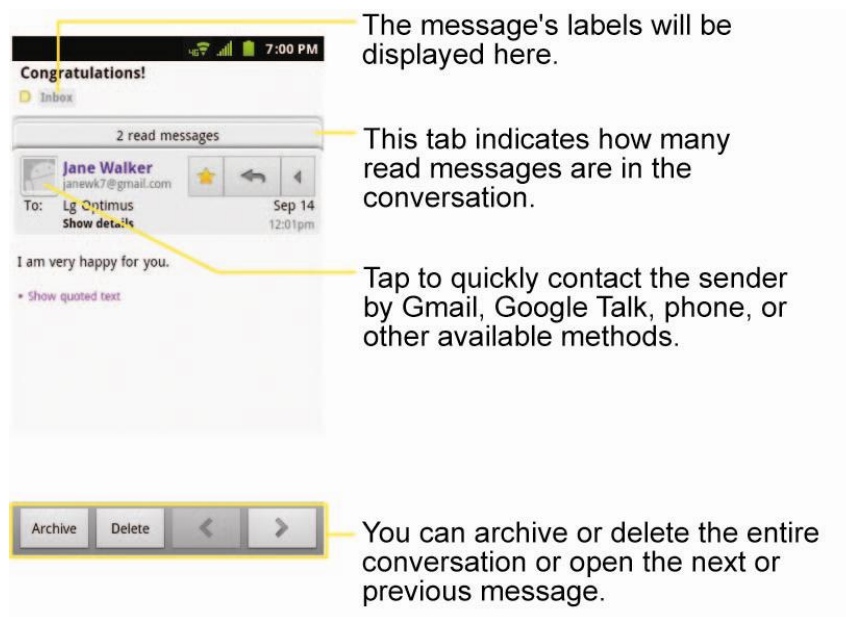 The message's labels will be
displayed here.
4G 7:00 PM
Congratulations!
Inbox
2 read messages
This tab indicates how many
read messages are in the
conversation.
Jane Walker
janewk7@gmail.com
To: Lg Optimus Sep 14
Show details 12:01pm
I am very happy for you.
Show quoted text
Tap to quickly contact the sender
by Gmail, Google Talk, phone, or
other available methods.
Archive Delete
You can archive or delete the entire
conversation or open the next or
previous message.